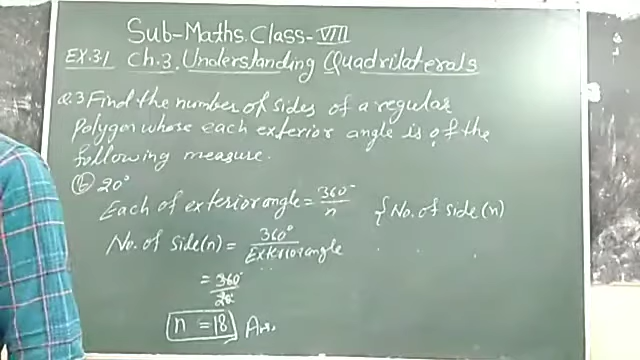 Sub-Maths. Class-VIII
EX.3.1 Ch.3. Understanding Quadrilaterals
Q.3 Find the number of sides of a regular
Polygon whose each exterior angle is of the
following measure.
(b) 20°
Each of exterior angle = 360°/n { No. of side (n)
No. of side (n) = 360°/Exterior angle
= 360°/20°
n = 18 Ans.